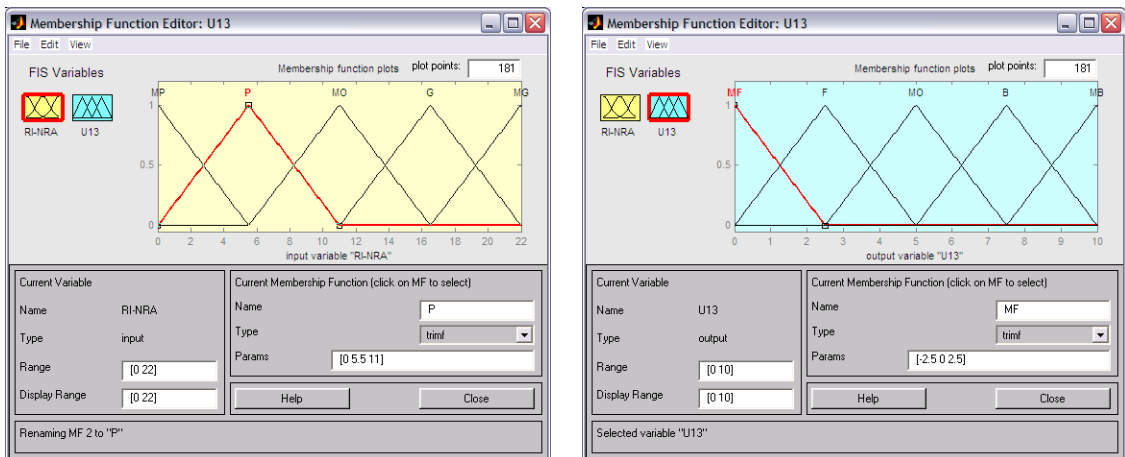 Membership Function Editor: U13
File Edit View
FIS Variables
Membership function plots plot points: 181
RI-NRA U13
MP P MO G MG
1
0.5
0
0 2 4 6 8 10 12 14 16 18 20 22
input variable "RI-NRA"
Current Variable
Name RI-NRA
Type input
Range [0 22]
Display Range [0 22]
Current Membership Function (click on MF to select)
Name P
Type trimf
Params [0 5.5 11]
Help Close
Renaming MF 2 to "P"
Membership Function Editor: U13
File Edit View
FIS Variables
Membership function plots plot points: 181
RI-NRA U13
MF F MO B MB
1
0.5
0
0 1 2 3 4 5 6 7 8 9 10
output variable "U13"
Current Variable
Name U13
Type output
Range [0 10]
Display Range [0 10]
Current Membership Function (click on MF to select)
Name MF
Type trimf
Params [-2.5 0 2.5]
Help Close
Selected variable "U13"